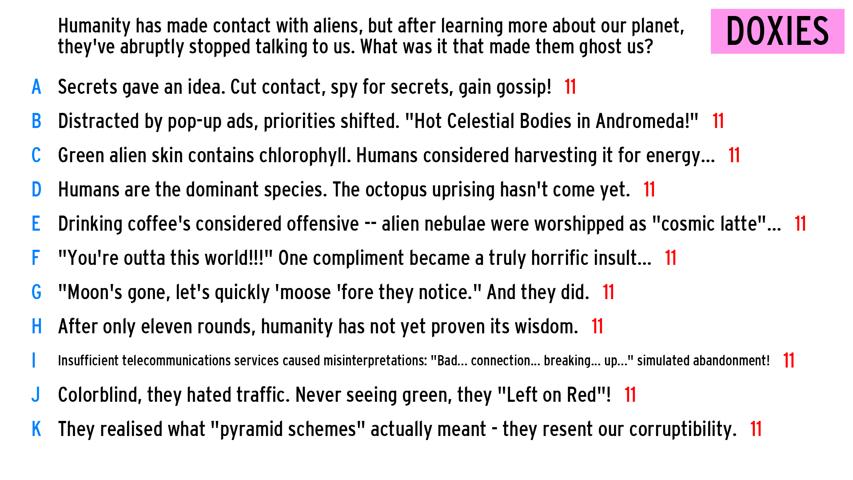 Humanity has made contact with aliens, but after learning more about our planet,
they've abruptly stopped talking to us. What was it that made them ghost us?
DOXIES
A Secrets gave an idea. Cut contact, spy for secrets, gain gossip! 11
B Distracted by pop-up ads, priorities shifted. "Hot Celestial Bodies in Andromeda!" 11
C Green alien skin contains chlorophyll. Humans considered harvesting it for energy... 11
D Humans are the dominant species. The octopus uprising hasn't come yet. 11
E Drinking coffee's considered offensive -- alien nebulae were worshipped as "cosmic latte"... 11
F "You're outta this world!!!" One compliment became a truly horrific insult... 11
G "Moon's gone, let's quickly 'moose 'fore they notice." And they did. 11
H After only eleven rounds, humanity has not yet proven its wisdom. 11
I Insufficient telecommunications services caused misinterpretations: "Bad... connection... breaking... up..." simulated abandonment! 11
J Colorblind, they hated traffic. Never seeing green, they "Left on Red"! 11
K They realised what "pyramid schemes" actually meant - they resent our corruptibility. 11